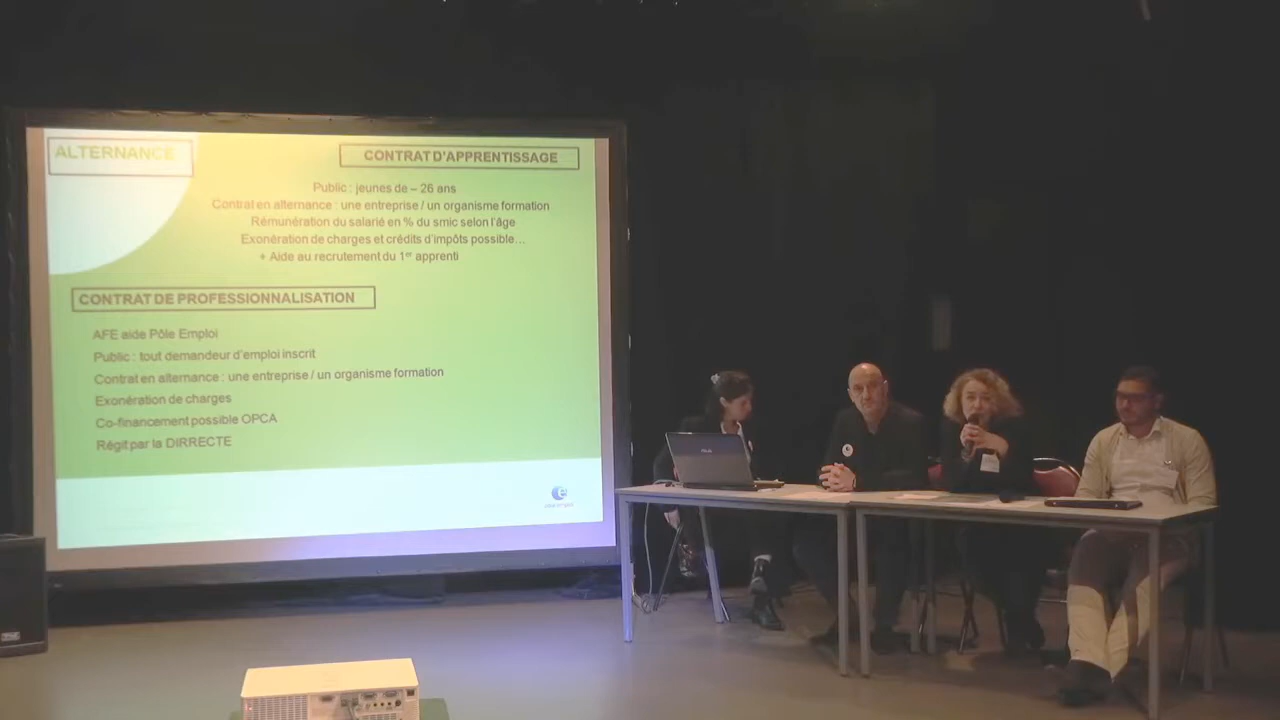 ALTERNANCE
CONTRAT D'APPRENTISSAGE
Public : jeunes de – 26 ans
Contrat en alternance : une entreprise / un organisme formation
Rémunération du salarié en % du smic selon l'âge
Exonération de charges et crédits d'impôts possible…
+ Aide au recrutement du 1er apprenti
CONTRAT DE PROFESSIONNALISATION
AFE aide Pôle Emploi
Public : tout demandeur d'emploi inscrit
Contrat en alternance : une entreprise / un organisme formation
Exonération de charges
Co-financement possible OPCA
Régit par la DIRRECTE